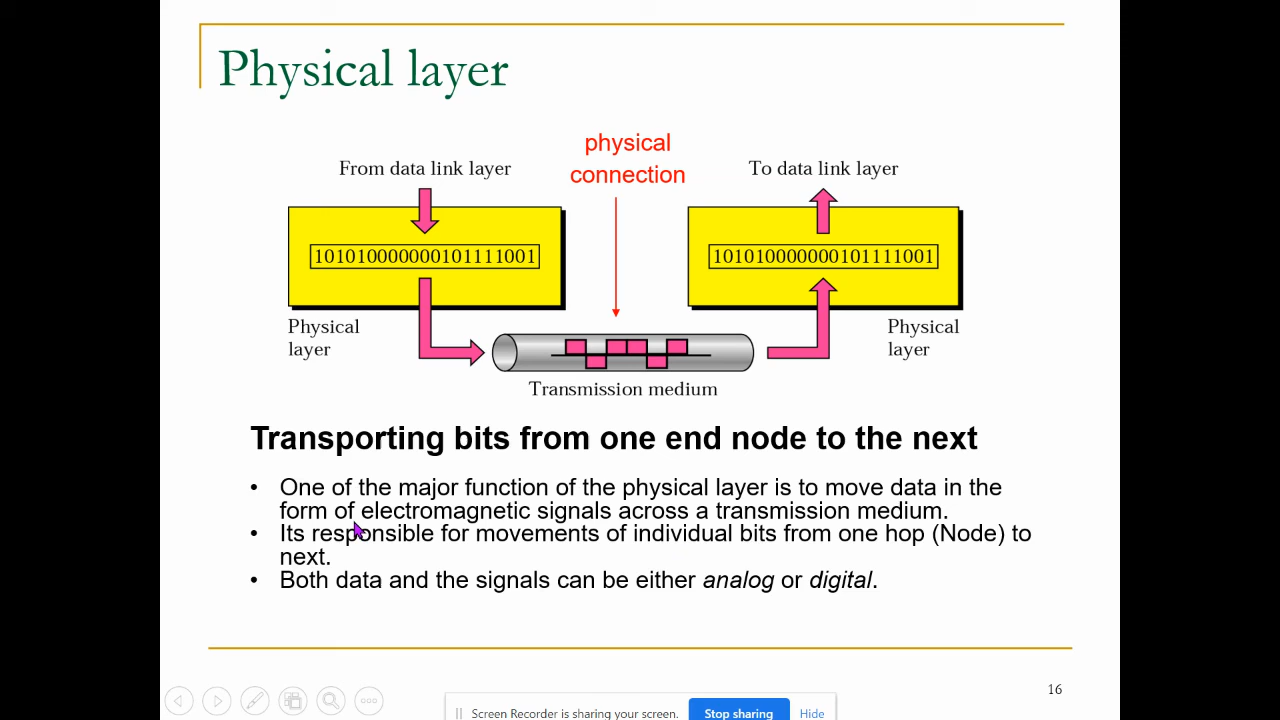 Physical layer
physical
connection
From data link layer
To data link layer
101010000000101111001
101010000000101111001
Physical
layer
Physical
layer
Transmission medium
Transporting bits from one end node to the next
• One of the major function of the physical layer is to move data in the
form of electromagnetic signals across a transmission medium.
• Its responsible for movements of individual bits from one hop (Node) to
next.
• Both data and the signals can be either analog or digital.
16
Screen Recorder is sharing your screen.
Stop sharing
Hide